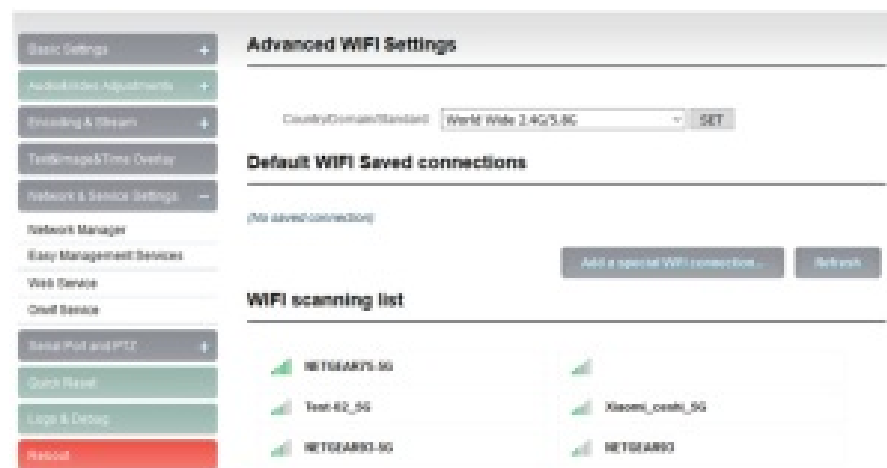 Basic Settings +
Audio&Video Adjustments +
Encoding & Stream +
Text&Image&Time Overlay
Network & Service Settings −
Network Manager
Easy Management Services
Web Service
Onvif Service
Serial Port and PTZ +
Quick Reset
Logs & Debug
Reboot
Advanced WIFI Settings
Country/Domain/Standard World Wide 2.4G/5.8G SET
Default WIFI Saved connections
(No saved connection)
Add a special WIFI connection... Refresh
WIFI scanning list
NETGEAR75-5G
Test-62_5G Xiaomi_ceshi_5G
NETGEAR93-5G NETGEAR93